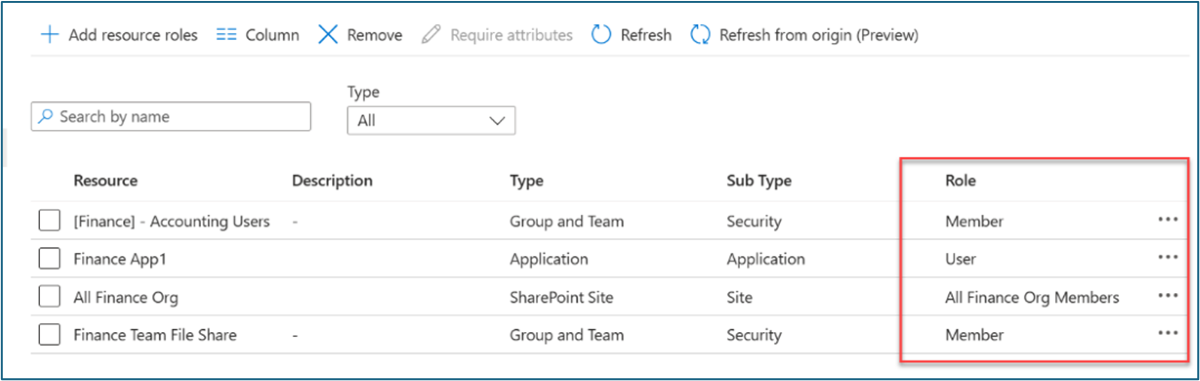 Add resource roles Column Remove Require attributes Refresh Refresh from origin (Preview)
Type
Search by name All
Resource Description Type Sub Type Role
[Finance] - Accounting Users - Group and Team Security Member ...
Finance App1 Application Application User ...
All Finance Org SharePoint Site Site All Finance Org Members ...
Finance Team File Share - Group and Team Security Member ...